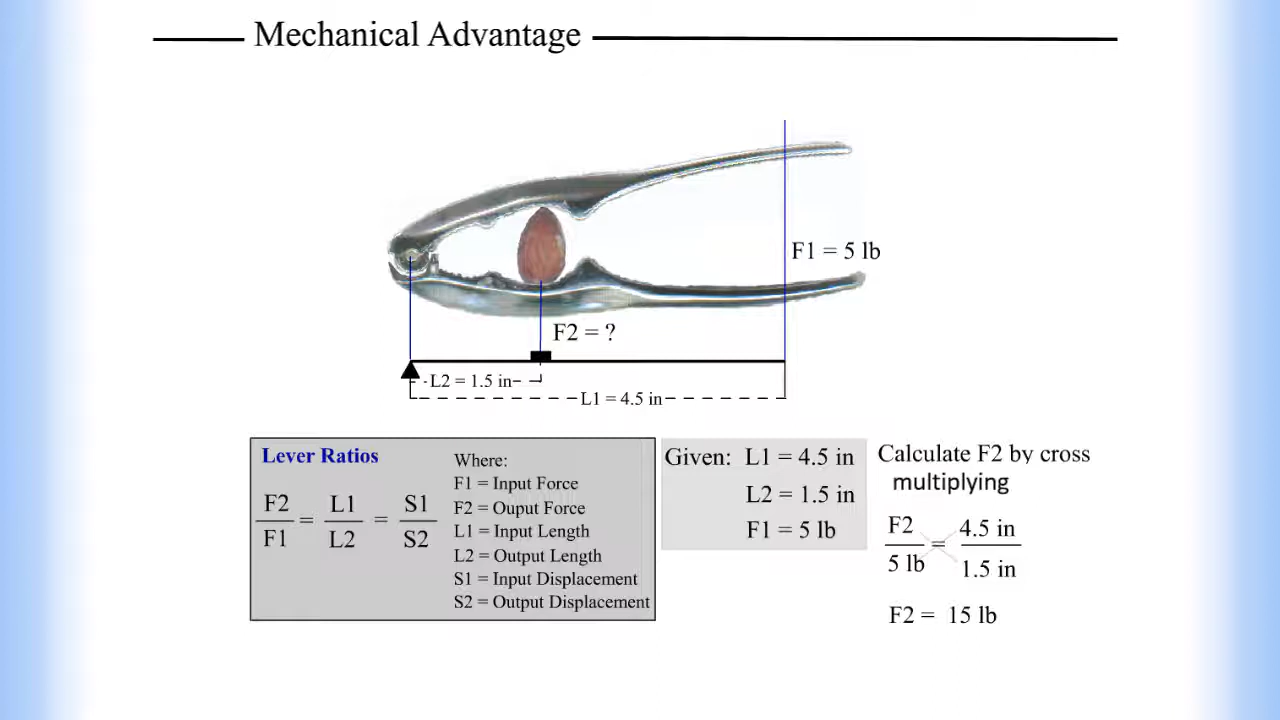 Mechanical Advantage
F1 = 5 lb
F2 = ?
L2 = 1.5 in
L1 = 4.5 in
Lever Ratios
F2 / F1 = L1 / L2 = S1 / S2
Where:
F1 = Input Force
F2 = Ouput Force
L1 = Input Length
L2 = Output Length
S1 = Input Displacement
S2 = Output Displacement
Given: L1 = 4.5 in
L2 = 1.5 in
F1 = 5 lb
Calculate F2 by cross
multiplying
F2 / 5 lb = 4.5 in / 1.5 in
F2 = 15 lb